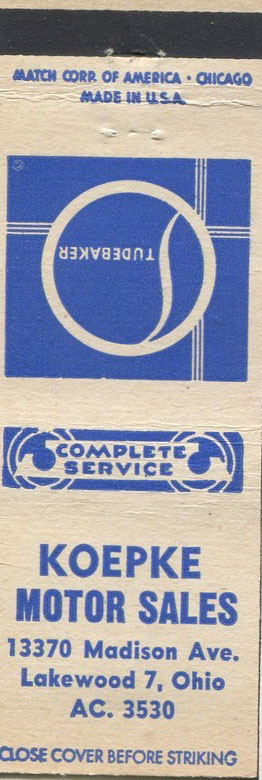 MATCH CORP. OF AMERICA • CHICAGO
MADE IN U.S.A.
STUDEBAKER
COMPLETE
SERVICE
KOEPKE
MOTOR SALES
13370 Madison Ave.
Lakewood 7, Ohio
AC. 3530
CLOSE COVER BEFORE STRIKING